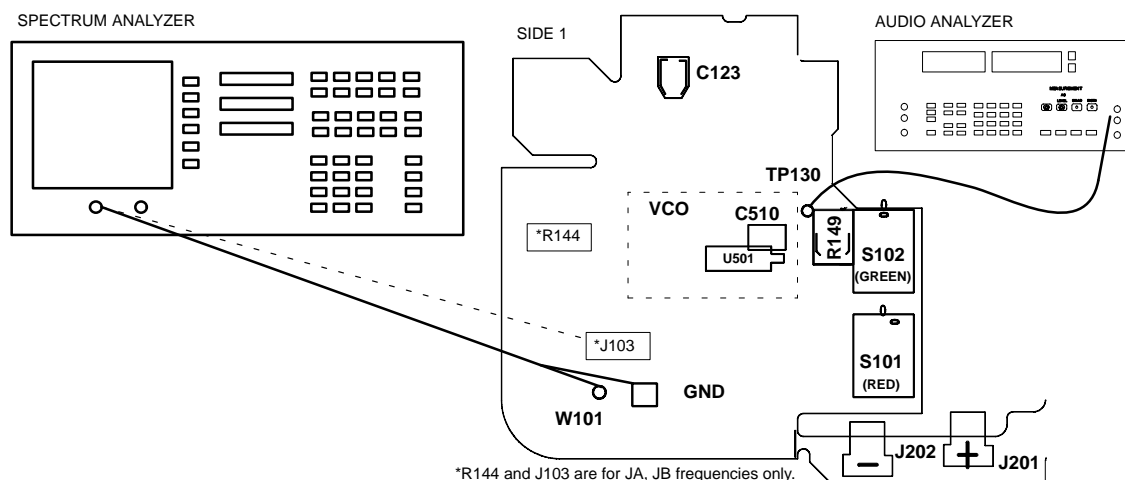 SPECTRUM ANALYZER
SIDE 1
AUDIO ANALYZER
C123
MEASUREMENT
TP130
VCO
C510
*R144
U501
R149
S102
(GREEN)
*J103
S101
(RED)
GND
W101
J202
J201
*R144 and J103 are for JA, JB frequencies only.